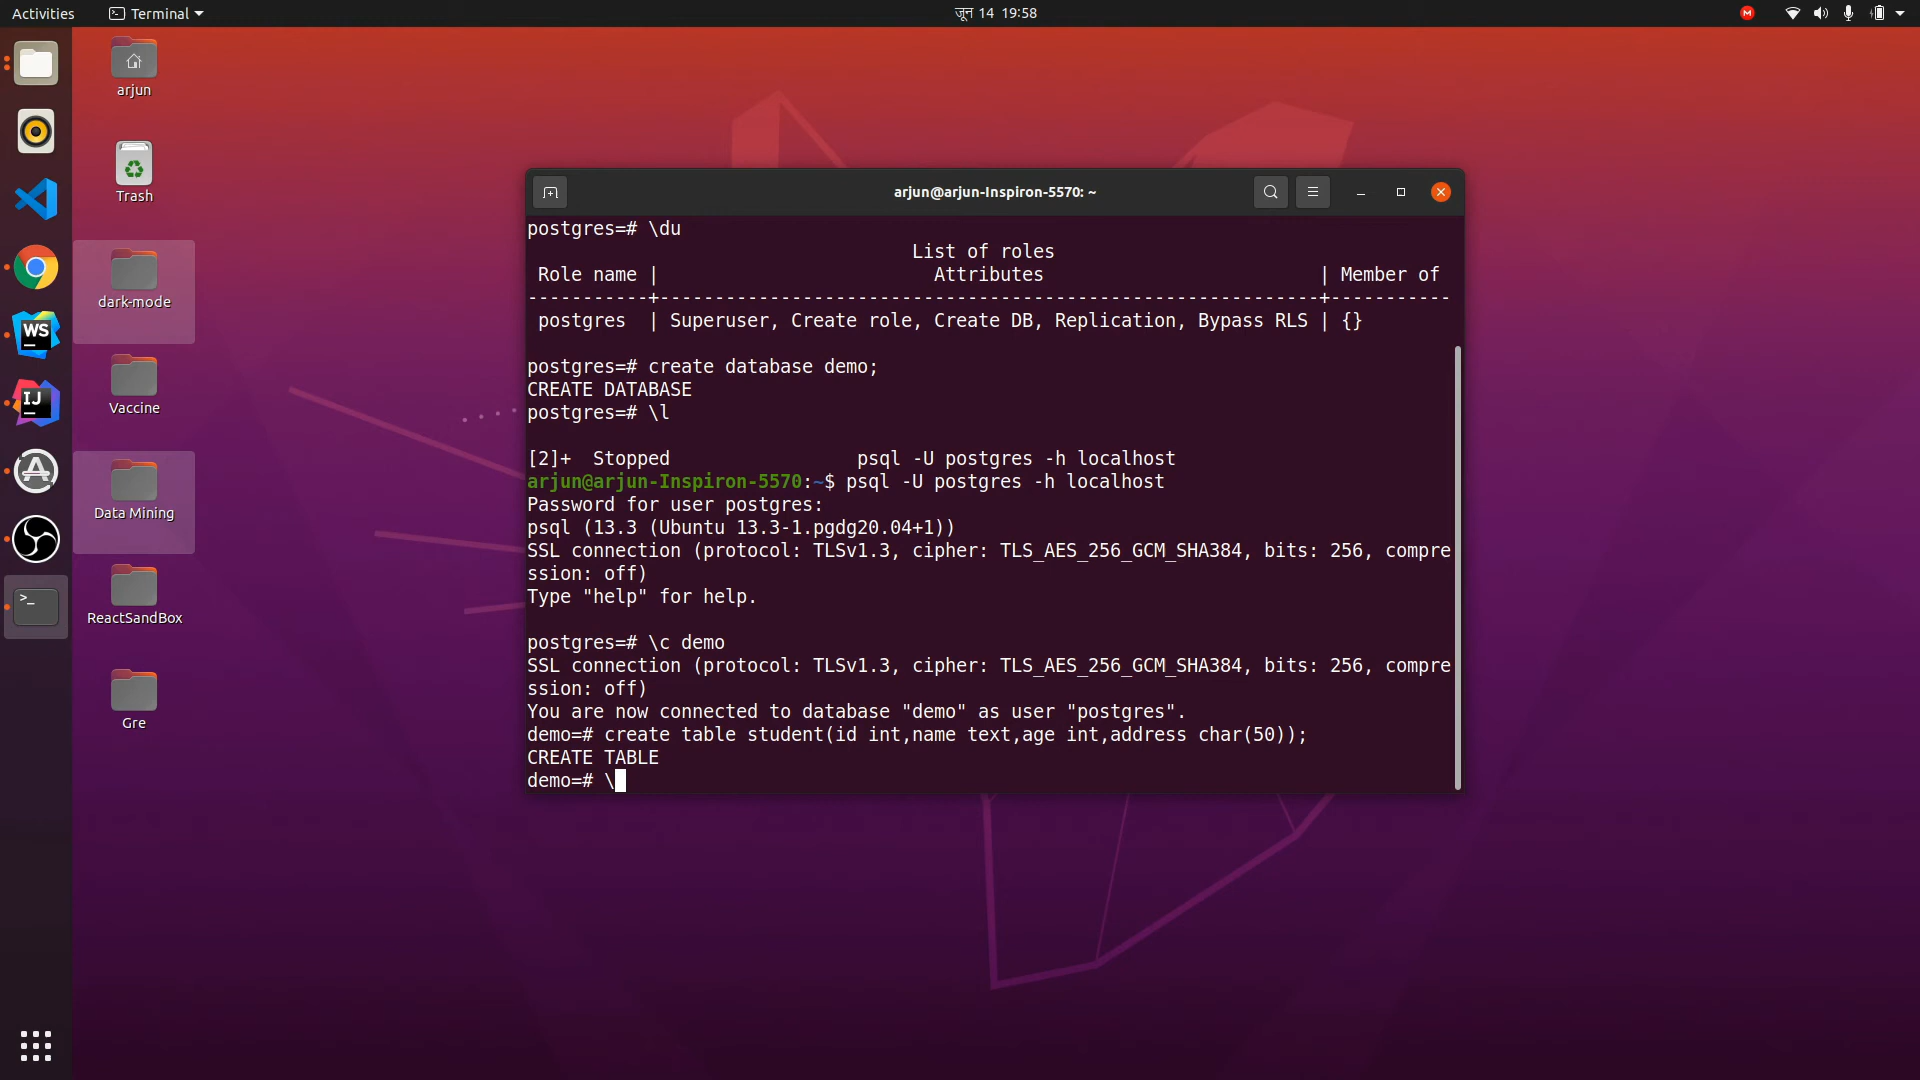 Activities
Terminal
जून 14 19:58
arjun
Trash
dark-mode
Vaccine
Data Mining
ReactSandBox
Gre
WS
IJ
>_
M
arjun@arjun-Inspiron-5570: ~
postgres=# \du
List of roles
Role name | Attributes | Member of
-----------+------------------------------------------------------------+-----------
postgres | Superuser, Create role, Create DB, Replication, Bypass RLS | {}
postgres=# create database demo;
CREATE DATABASE
postgres=# \l
[2]+ Stopped psql -U postgres -h localhost
arjun@arjun-Inspiron-5570:~$ psql -U postgres -h localhost
Password for user postgres:
psql (13.3 (Ubuntu 13.3-1.pgdg20.04+1))
SSL connection (protocol: TLSv1.3, cipher: TLS_AES_256_GCM_SHA384, bits: 256, compre
ssion: off)
Type "help" for help.
postgres=# \c demo
SSL connection (protocol: TLSv1.3, cipher: TLS_AES_256_GCM_SHA384, bits: 256, compre
ssion: off)
You are now connected to database "demo" as user "postgres".
demo=# create table student(id int,name text,age int,address char(50));
CREATE TABLE
demo=# \